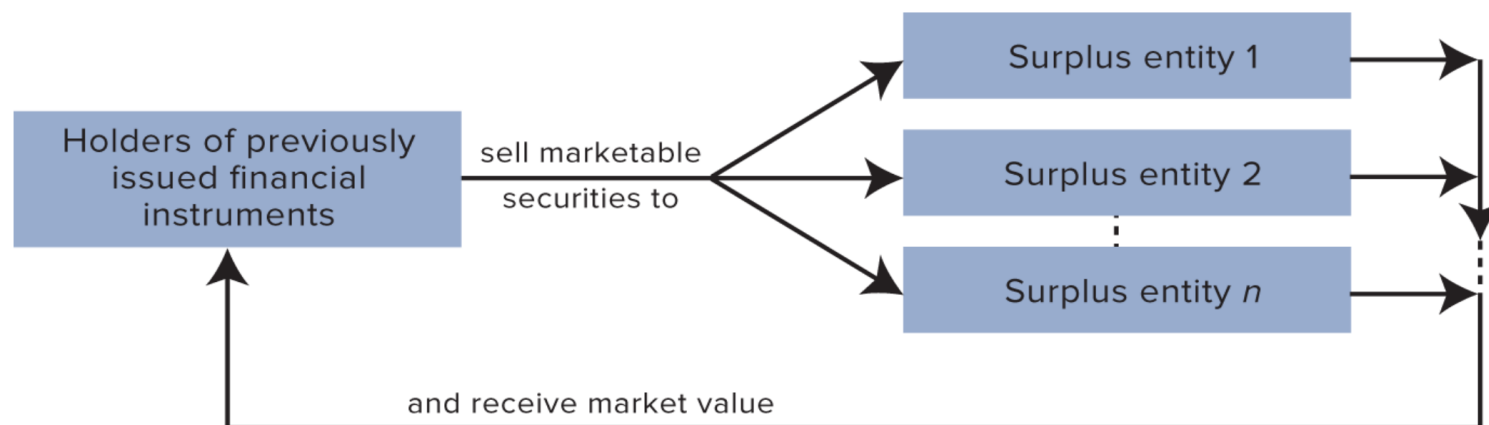 Holders of previously
issued financial
instruments
sell marketable
securities to
Surplus entity 1
Surplus entity 2
Surplus entity n
and receive market value